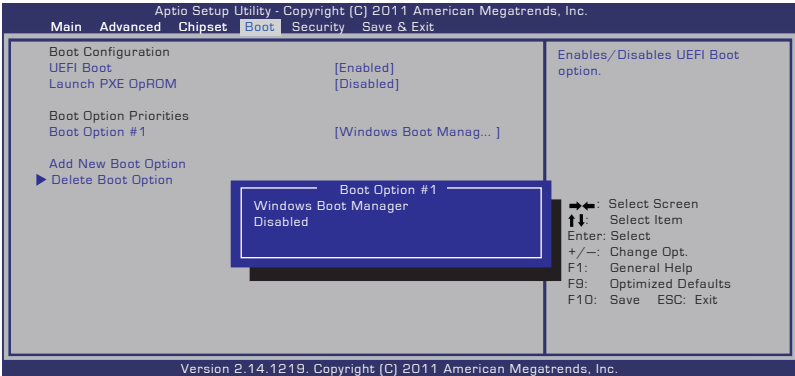 Aptio Setup Utility - Copyright (C) 2011 American Megatrends, Inc.
Main Advanced Chipset Boot Security Save & Exit
Boot Configuration
UEFI Boot [Enabled]
Launch PXE OpROM [Disabled]
Boot Option Priorities
Boot Option #1 [Windows Boot Manag... ]
Add New Boot Option
Delete Boot Option
Boot Option #1
Windows Boot Manager
Disabled
Enables/Disables UEFI Boot
option.
: Select Screen
: Select Item
Enter: Select
+/—: Change Opt.
F1: General Help
F9: Optimized Defaults
F10: Save ESC: Exit
Version 2.14.1219. Copyright (C) 2011 American Megatrends, Inc.